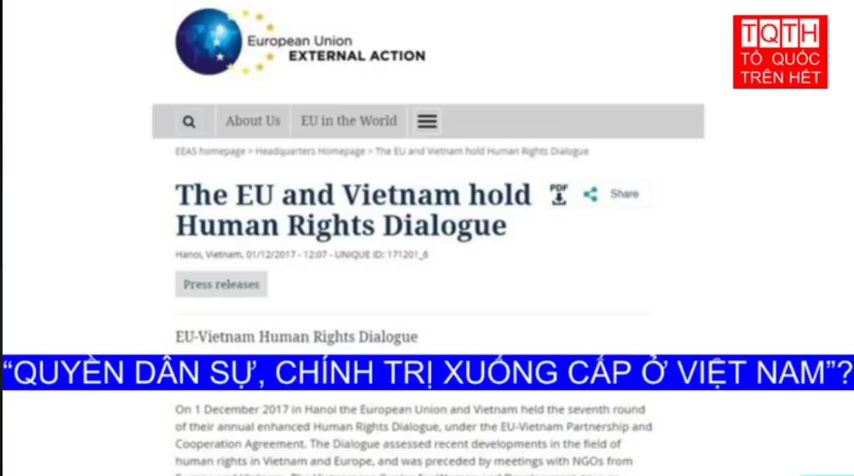 European Union
EXTERNAL ACTION
TQTH
TỔ QUỐC
TRÊN HẾT
About Us
EU in the World
EEAS homepage > Headquarters Homepage > The EU and Vietnam hold Human Rights Dialogue
The EU and Vietnam hold
Human Rights Dialogue
PDF
Share
Hanoi, Vietnam, 01/12/2017 - 12:07 - UNIQUE ID: 171201_6
Press releases
EU-Vietnam Human Rights Dialogue
“QUYỀN DÂN SỰ, CHÍNH TRỊ XUỐNG CẤP Ở VIỆT NAM”?
On 1 December 2017 in Hanoi the European Union and Vietnam held the seventh round
of their annual enhanced Human Rights Dialogue, under the EU-Vietnam Partnership and
Cooperation Agreement. The Dialogue assessed recent developments in the field of
human rights in Vietnam and Europe, and was preceded by meetings with NGOs from